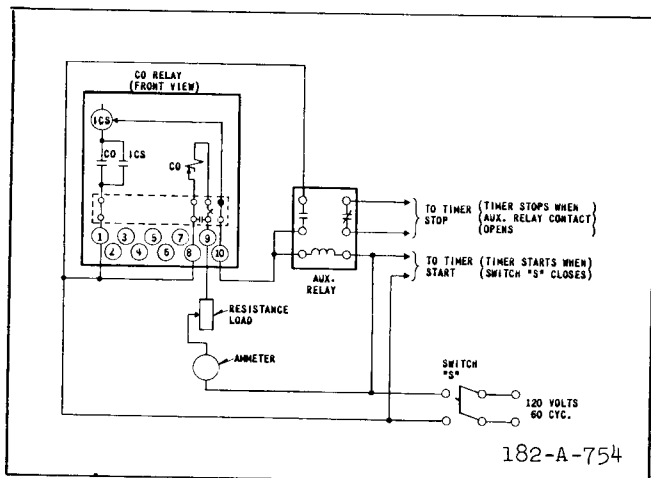 CO RELAY
(FRONT VIEW)
ICS
CO
ICS
CO
1
3
5
7
9
2
4
6
8
10
AUX.
RELAY
TO TIMER
STOP
(TIMER STOPS WHEN
AUX. RELAY CONTACT
OPENS)
TO TIMER
START
(TIMER STARTS WHEN
SWITCH "S" CLOSES)
RESISTANCE
LOAD
AMMETER
SWITCH
"S"
120 VOLTS
60 CYC.
182-A-754